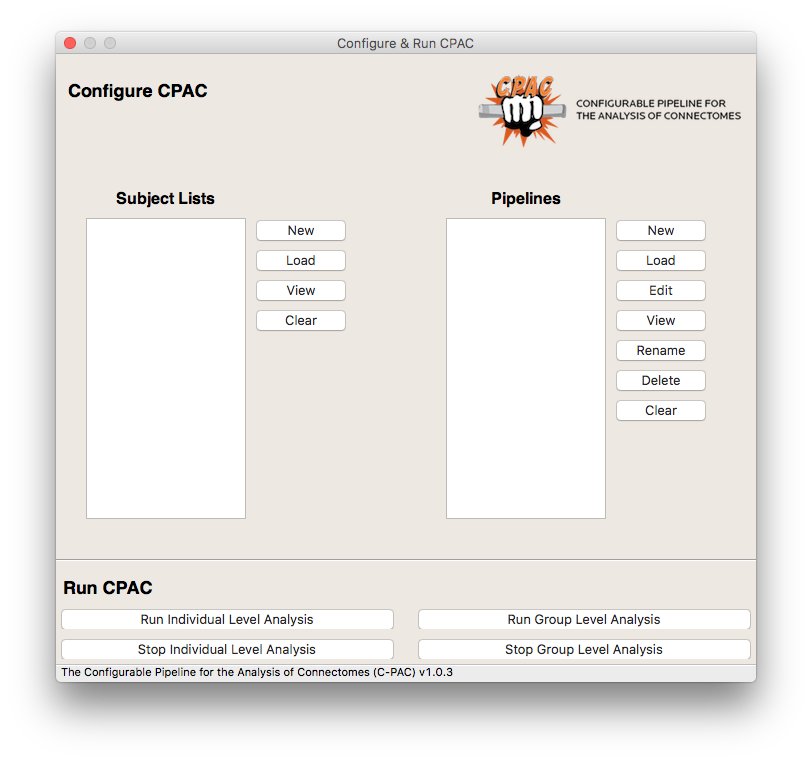 Configure & Run CPAC
Configure CPAC
CPAC
CONFIGURABLE PIPELINE FOR
THE ANALYSIS OF CONNECTOMES
Subject Lists
New
Load
View
Clear
Pipelines
New
Load
Edit
View
Rename
Delete
Clear
Run CPAC
Run Individual Level Analysis
Run Group Level Analysis
Stop Individual Level Analysis
Stop Group Level Analysis
The Configurable Pipeline for the Analysis of Connectomes (C-PAC) v1.0.3